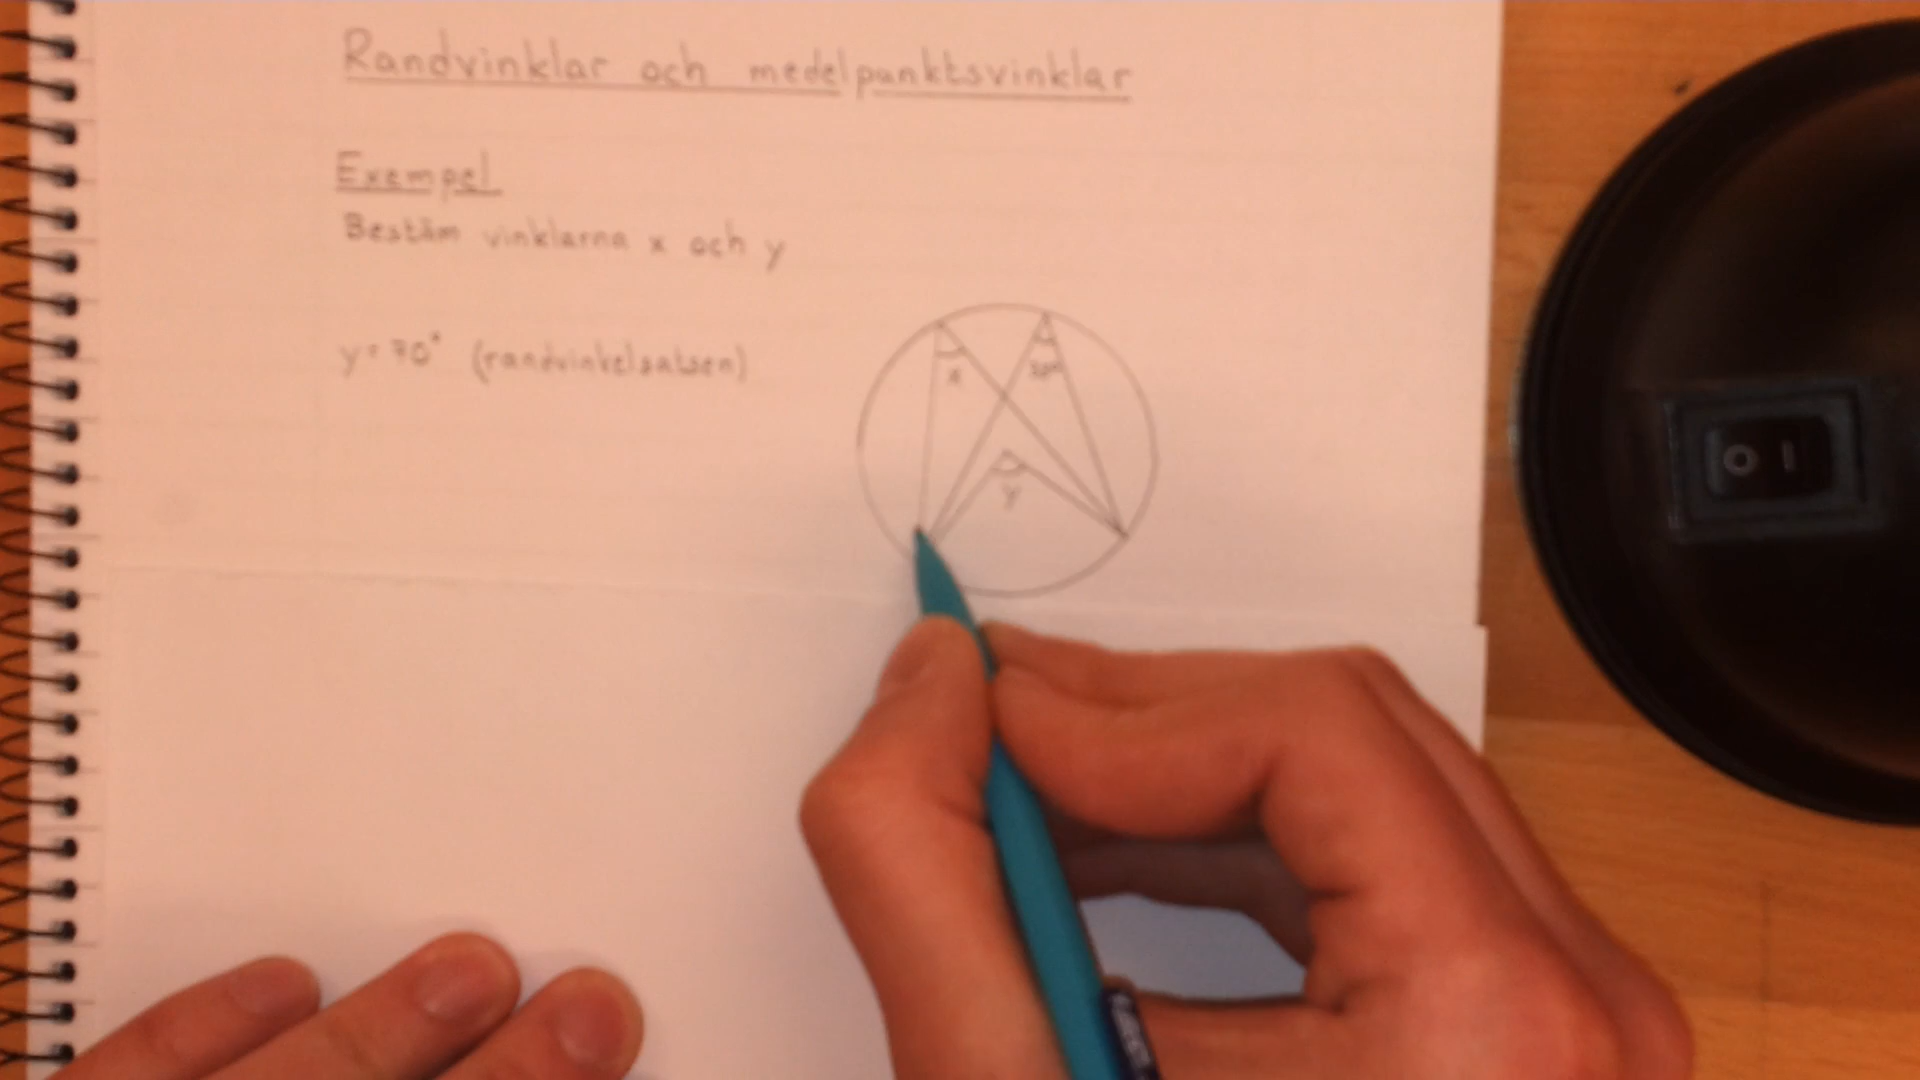 Randvinklar och medelpunktsvinklar
Exempel
Bestäm vinklarna x och y
y = 70° (randvinkelsatsen)
x
y
O I